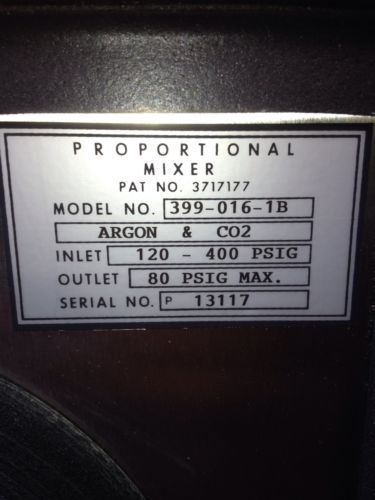 PROPORTIONAL
MIXER
PAT NO. 3717177
MODEL NO. 399-016-1B
ARGON & CO2
INLET 120 - 400 PSIG
OUTLET 80 PSIG MAX.
SERIAL NO. P 13117